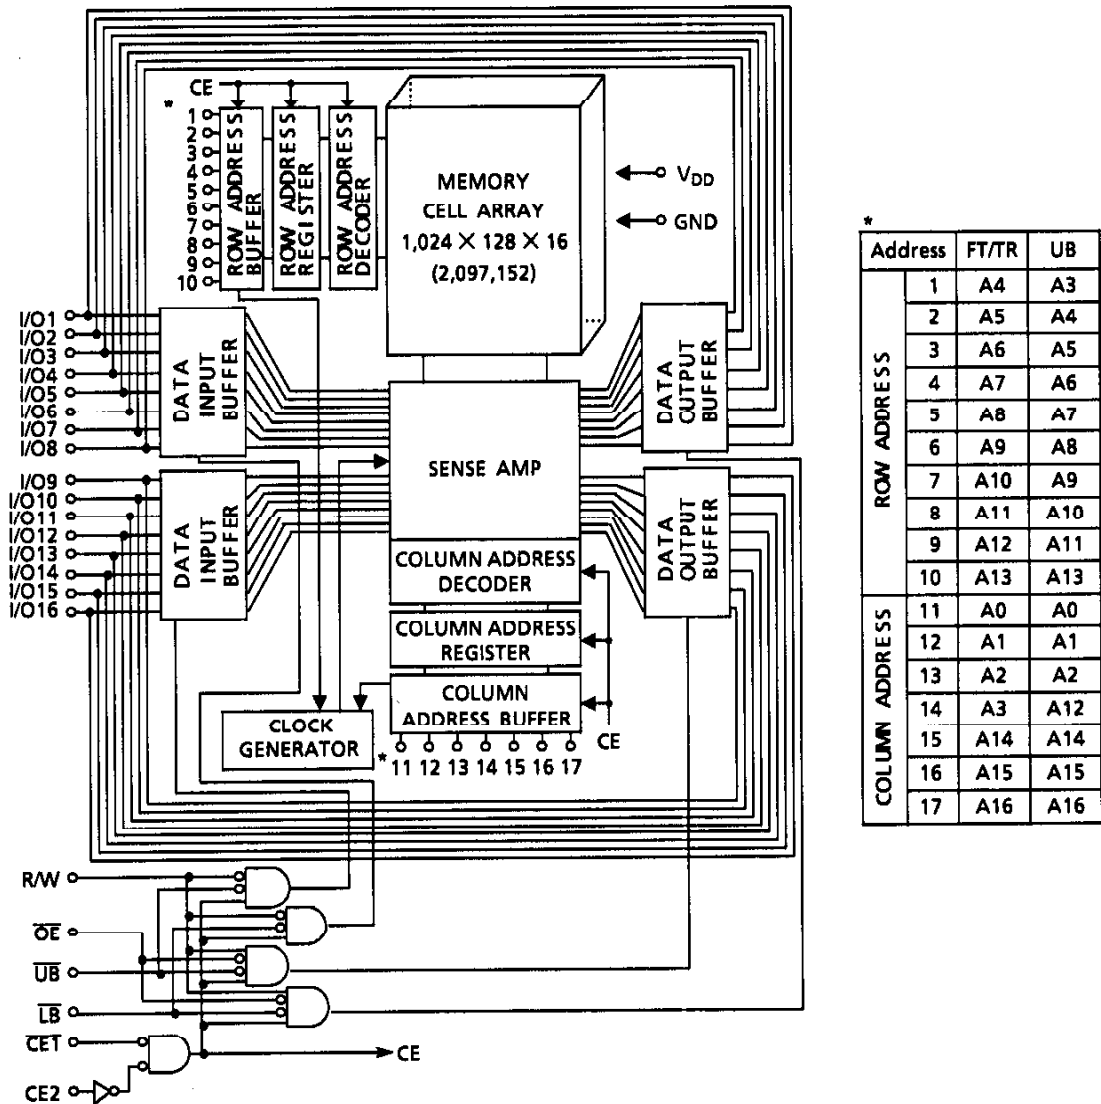 CE
*
1
2
3
4
5
6
7
8
9
10
ROW ADDRESS
BUFFER
ROW ADDRESS
REGISTER
ROW ADDRESS
DECODER
MEMORY
CELL ARRAY
1,024 × 128 × 16
(2,097,152)
VDD
GND
I/O1
I/O2
I/O3
I/O4
I/O5
I/O6
I/O7
I/O8
DATA
INPUT
BUFFER
DATA
OUTPUT
BUFFER
SENSE AMP
I/O9
I/O10
I/O11
I/O12
I/O13
I/O14
I/O15
I/O16
DATA
INPUT
BUFFER
DATA
OUTPUT
BUFFER
COLUMN ADDRESS
DECODER
COLUMN ADDRESS
REGISTER
COLUMN
ADDRESS BUFFER
CLOCK
GENERATOR
*
11 12 13 14 15 16 17
CE
R/W
O̅E̅
U̅B̅
L̅B̅
C̅E̅T̅
CE2
CE
*
Address FT/TR UB
ROW ADDRESS
1 A4 A3
2 A5 A4
3 A6 A5
4 A7 A6
5 A8 A7
6 A9 A8
7 A10 A9
8 A11 A10
9 A12 A11
10 A13 A13
COLUMN ADDRESS
11 A0 A0
12 A1 A1
13 A2 A2
14 A3 A12
15 A14 A14
16 A15 A15
17 A16 A16